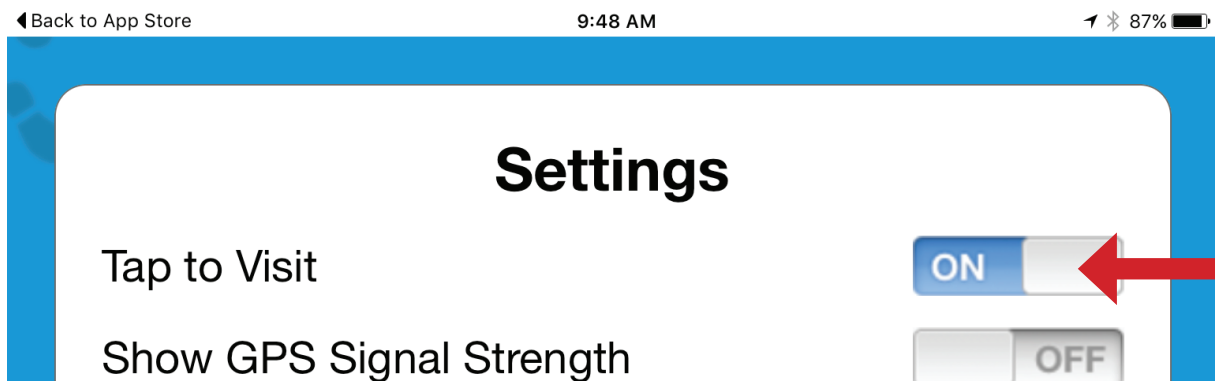 Back to App Store 9:48 AM 87%
Settings
Tap to Visit ON
Show GPS Signal Strength OFF